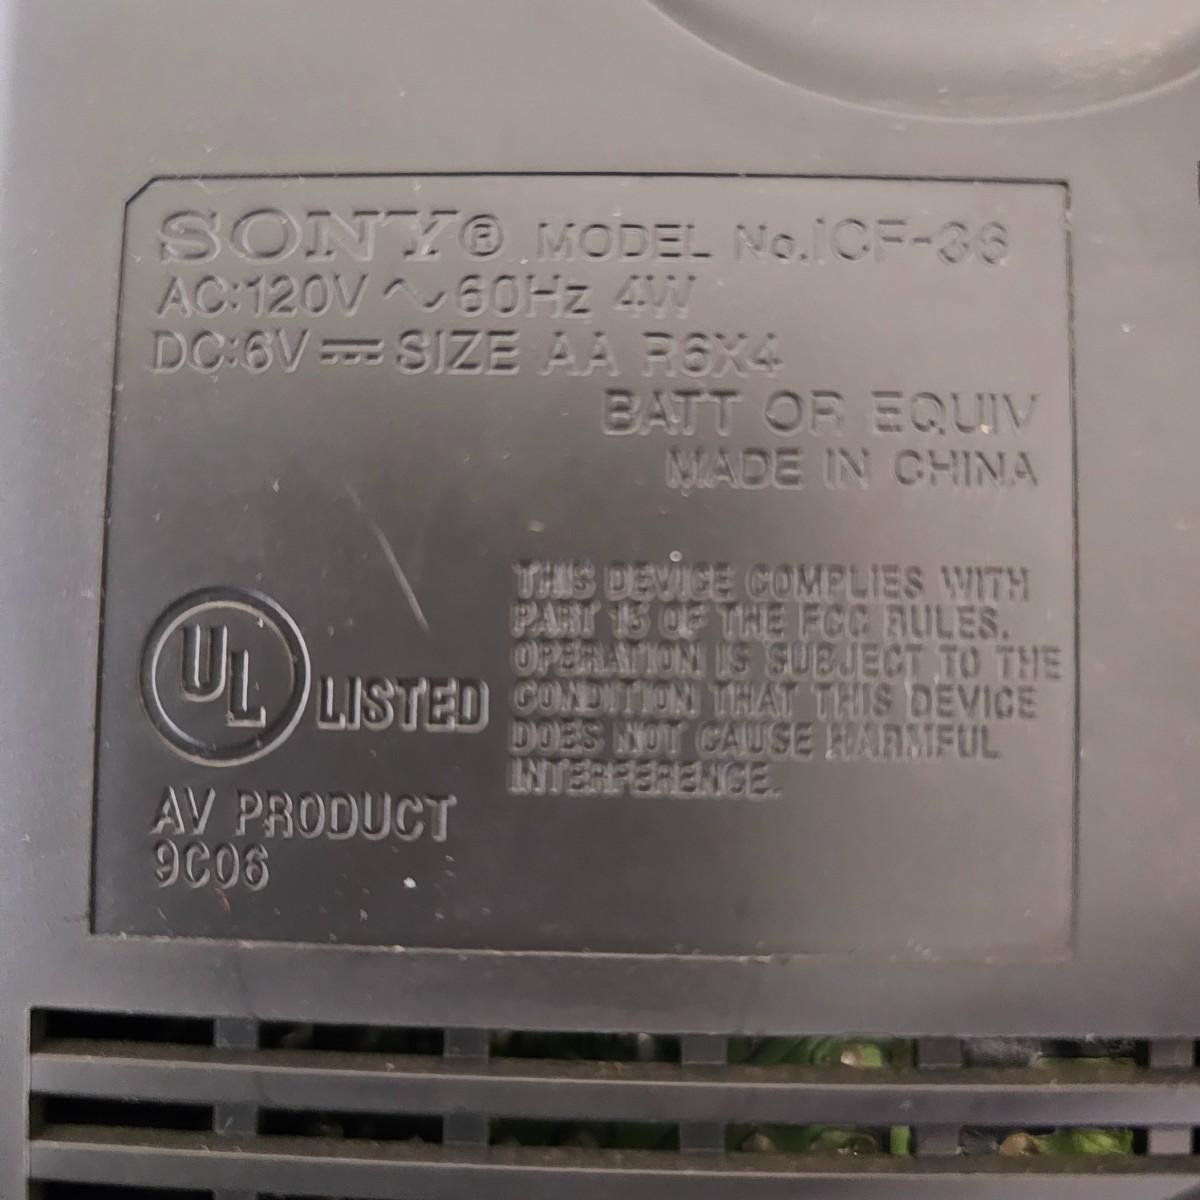 SONY® MODEL No.ICF-36
AC:120V ～ 60Hz 4W
DC:6V ⎓ SIZE AA R6X4
BATT OR EQUIV
MADE IN CHINA
THIS DEVICE COMPLIES WITH
PART 15 OF THE FCC RULES.
OPERATION IS SUBJECT TO THE
CONDITION THAT THIS DEVICE
DOES NOT CAUSE HARMFUL
INTERFERENCE.
UL LISTED
AV PRODUCT
9C06